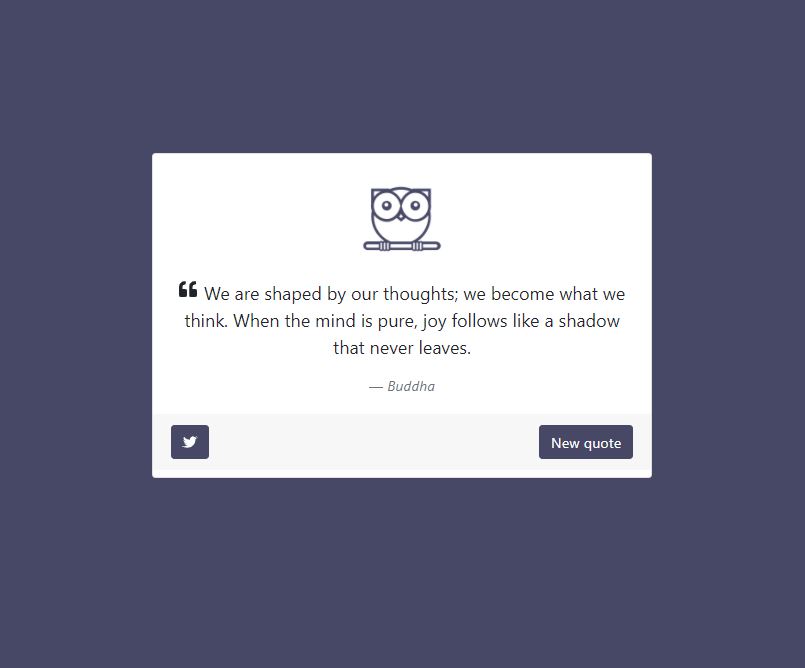 ❝ We are shaped by our thoughts; we become what we
think. When the mind is pure, joy follows like a shadow
that never leaves.
— Buddha
New quote